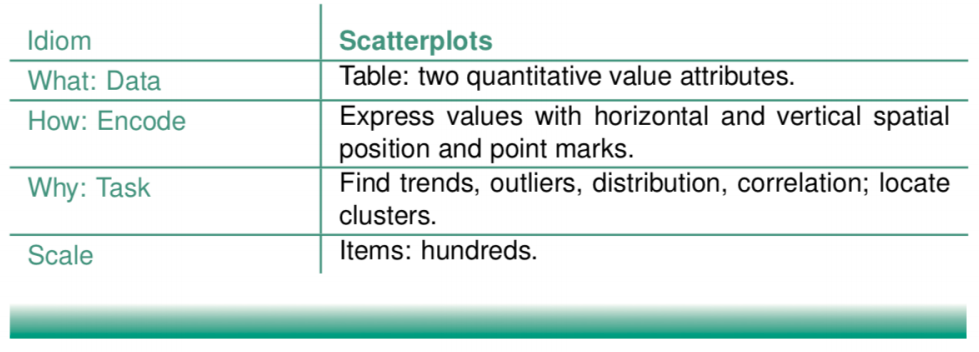 Idiom Scatterplots
What: Data Table: two quantitative value attributes.
How: Encode Express values with horizontal and vertical spatial
position and point marks.
Why: Task Find trends, outliers, distribution, correlation; locate
clusters.
Scale Items: hundreds.